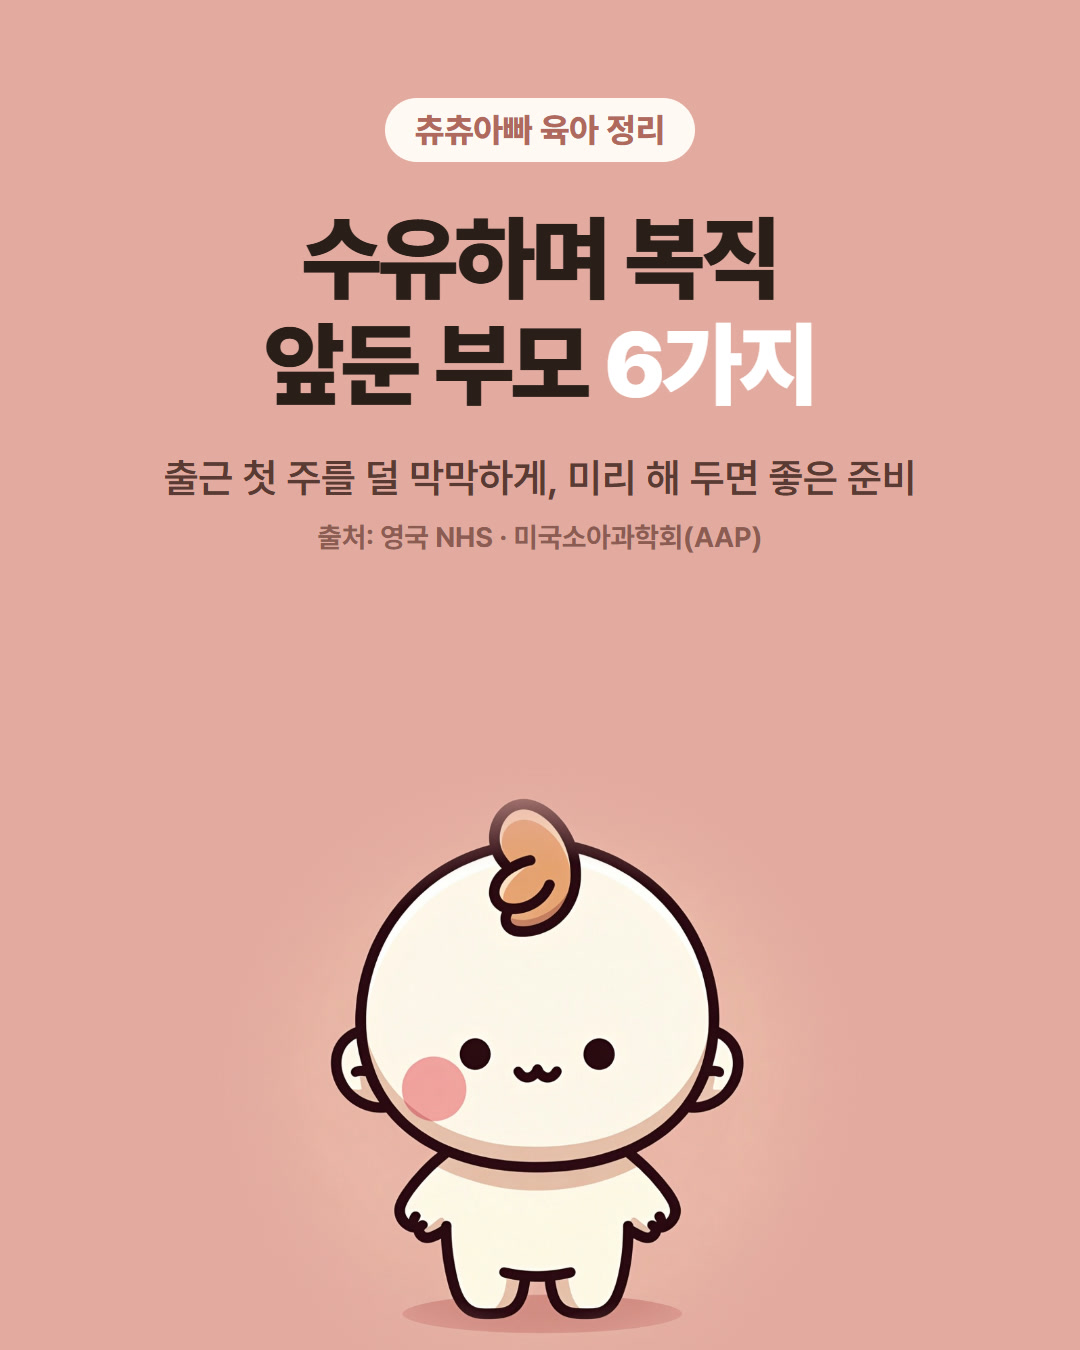 츄츄아빠 육아 정리
수유하며 복직
앞둔 부모 6가지
출근 첫 주를 덜 막막하게, 미리 해 두면 좋은 준비
출처: 영국 NHS · 미국소아과학회(AAP)